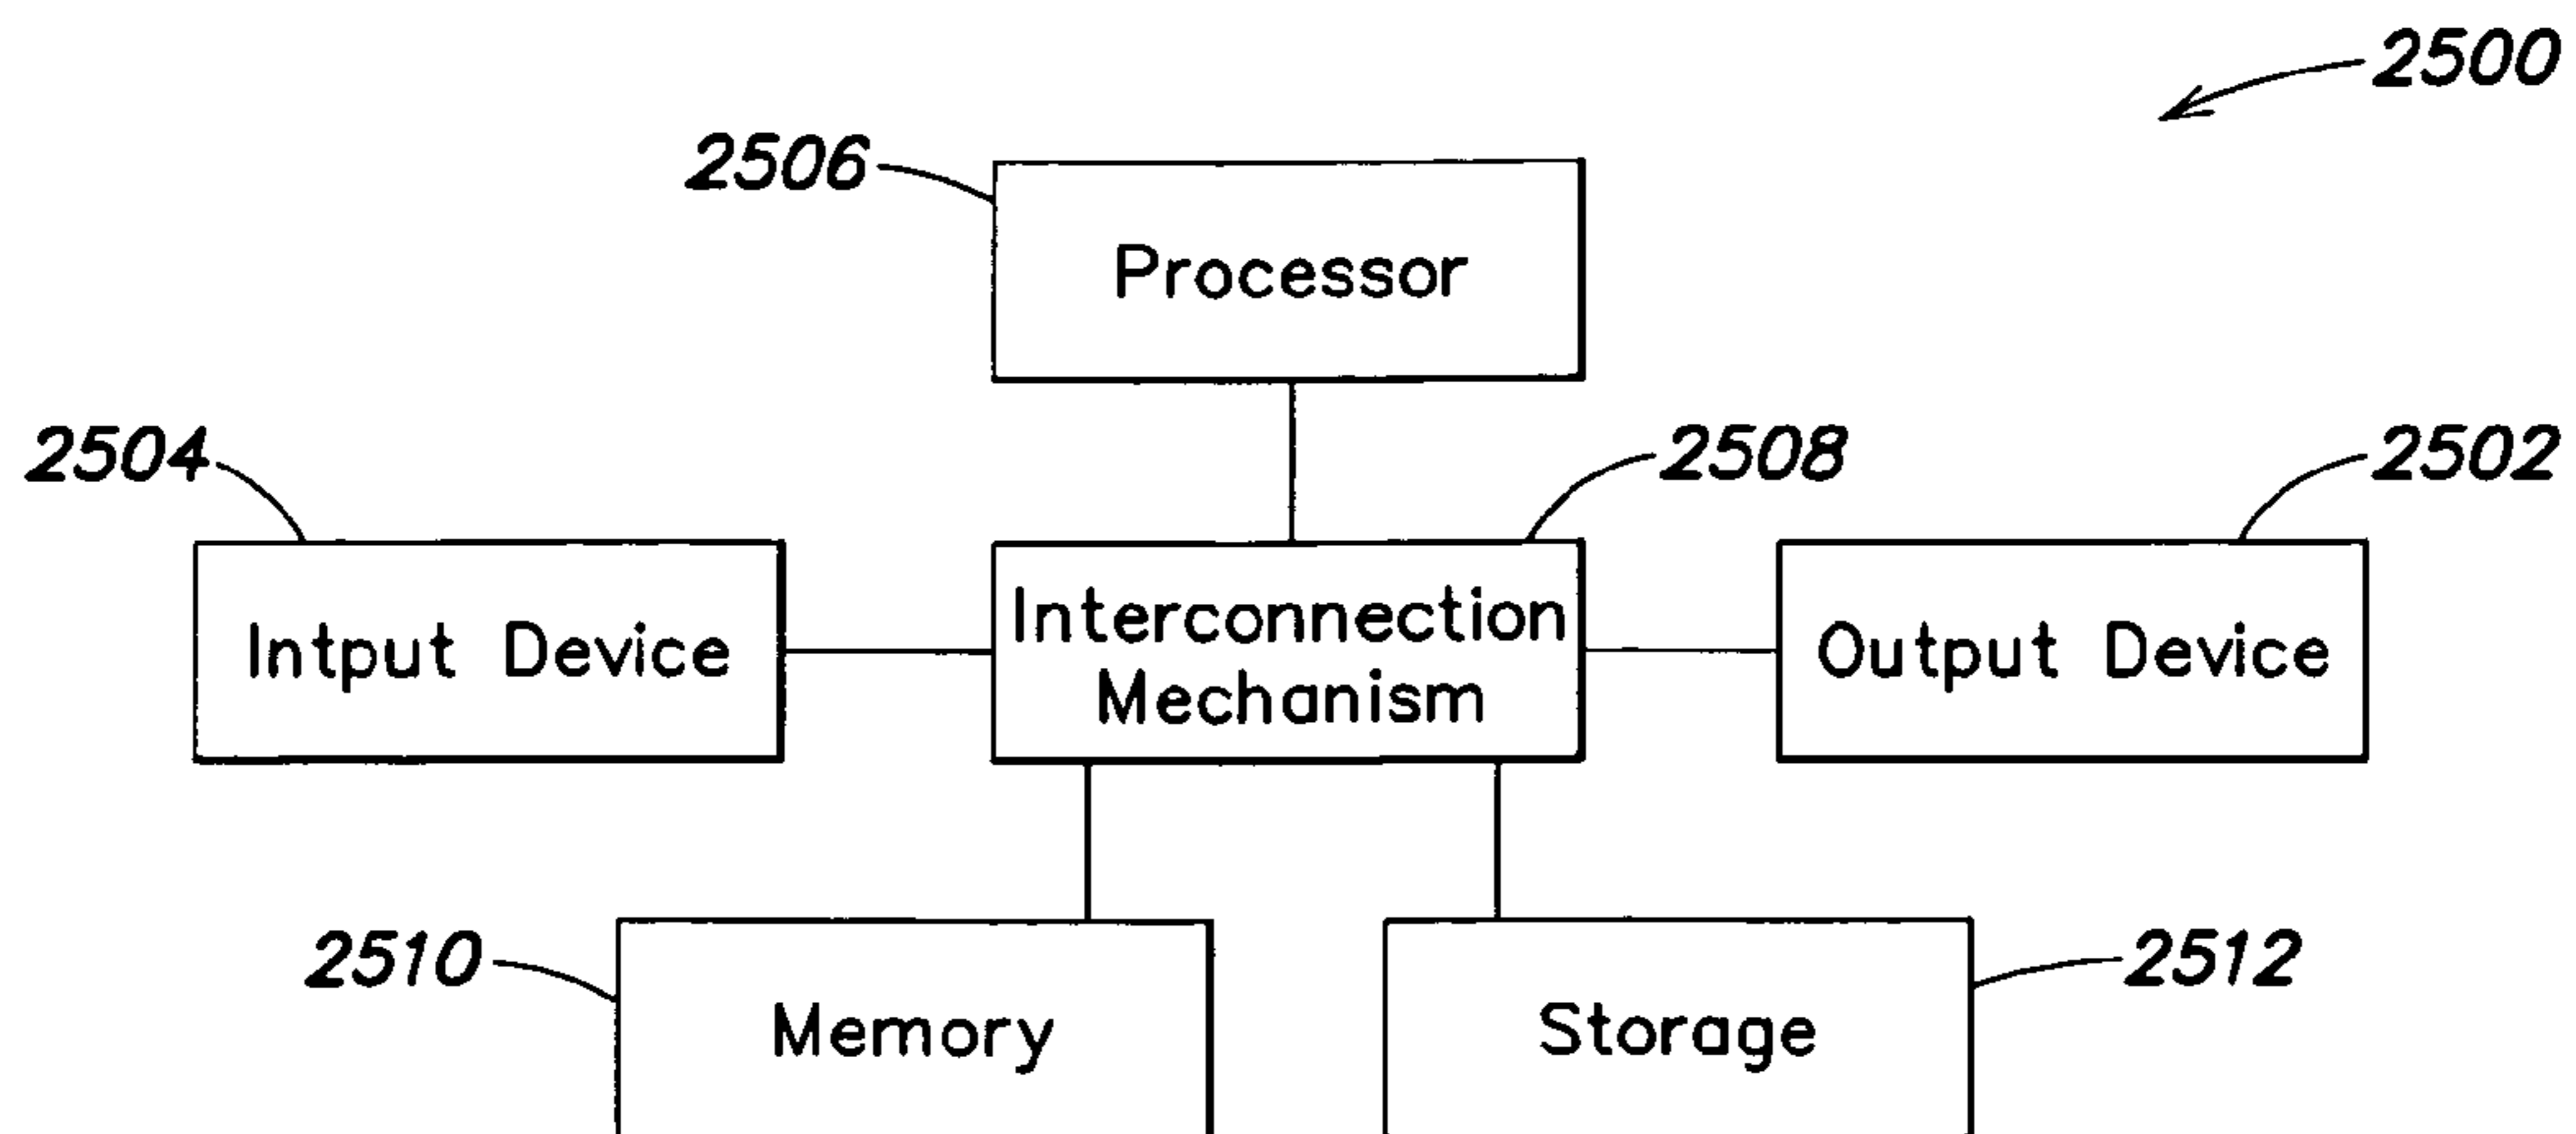 2500
2506
Processor
2504
2508
2502
Intput Device
Interconnection
Mechanism
Output Device
2510
Memory
Storage
2512